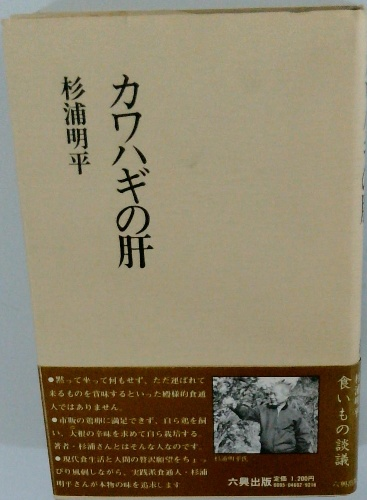 カワハギの肝
杉浦明平
●黙って坐って何もせず、ただ運ばれて
来るものを賞味するといった殿様的食通
人ではありません。
●市販の鶏卵に満足できず、自ら鶏を飼
い、大根の辛味を求めて自ら栽培する。
著者・杉浦さんとはそんな人なのです。
●現代食生活と人間の贅沢願望をちょっ
ぴり風刺しながら、実践派食通人・杉浦
明平さんが本物の味を追求します
杉浦明平氏
六興出版
定価 1,200円
食いもの談議